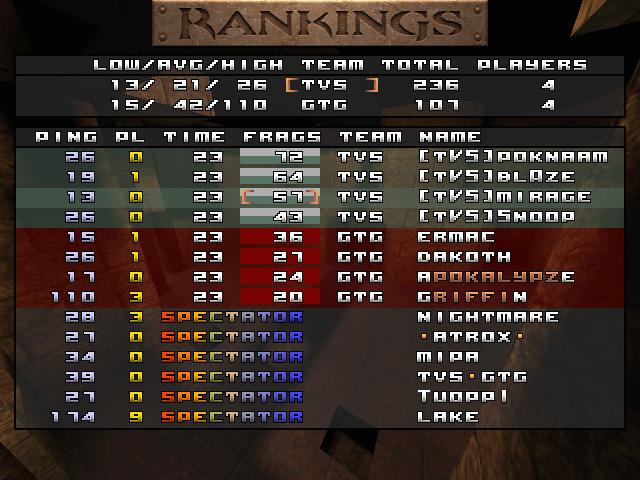 RANKINGS
LOW/AVG/HIGH TEAM TOTAL PLAYERS
13/ 21/ 26 [TVS ] 236 4
15/ 42/110 GTG 107 4
PING PL TIME FRAGS TEAM NAME
26 0 23 72 TVS [TVS]POKNAAM
19 1 23 64 TVS [TVS]BLAZE
13 0 23 [ 57] TVS [TVS]MIRAGE
26 0 23 43 TVS [TVS]SNOOP
15 1 23 36 GTG ERMAC
26 1 23 27 GTG DAKOTH
17 0 23 24 GTG APOKALYPZE
110 3 23 20 GTG GRIFFIN
28 3 SPECTATOR NIGHTMARE
27 0 SPECTATOR •ATROX•
34 0 SPECTATOR MIPA
39 0 SPECTATOR TVS•GTG
27 0 SPECTATOR TUOPPI
174 9 SPECTATOR LAKE